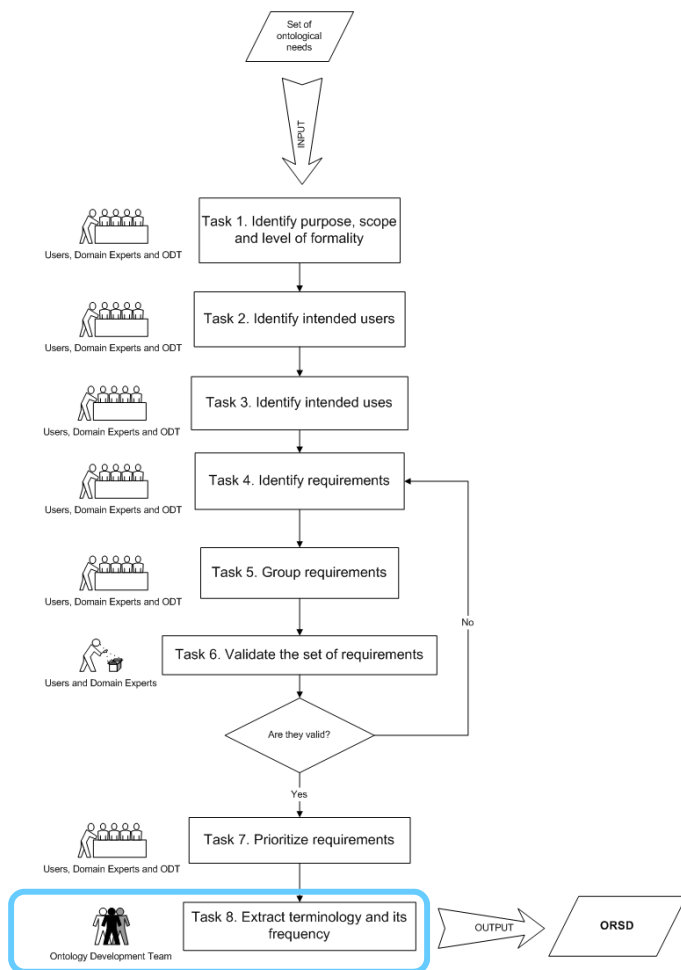 Set of
ontological
needs
INPUT
Task 1. Identify purpose, scope
and level of formality
Users, Domain Experts and ODT
Task 2. Identify intended users
Users, Domain Experts and ODT
Task 3. Identify intended uses
Users, Domain Experts and ODT
Task 4. Identify requirements
Users, Domain Experts and ODT
Task 5. Group requirements
Users, Domain Experts and ODT
No
Task 6. Validate the set of requirements
Users and Domain Experts
Are they valid?
Yes
Task 7. Prioritize requirements
Users, Domain Experts and ODT
Task 8. Extract terminology and its
frequency
Ontology Development Team
OUTPUT
ORSD